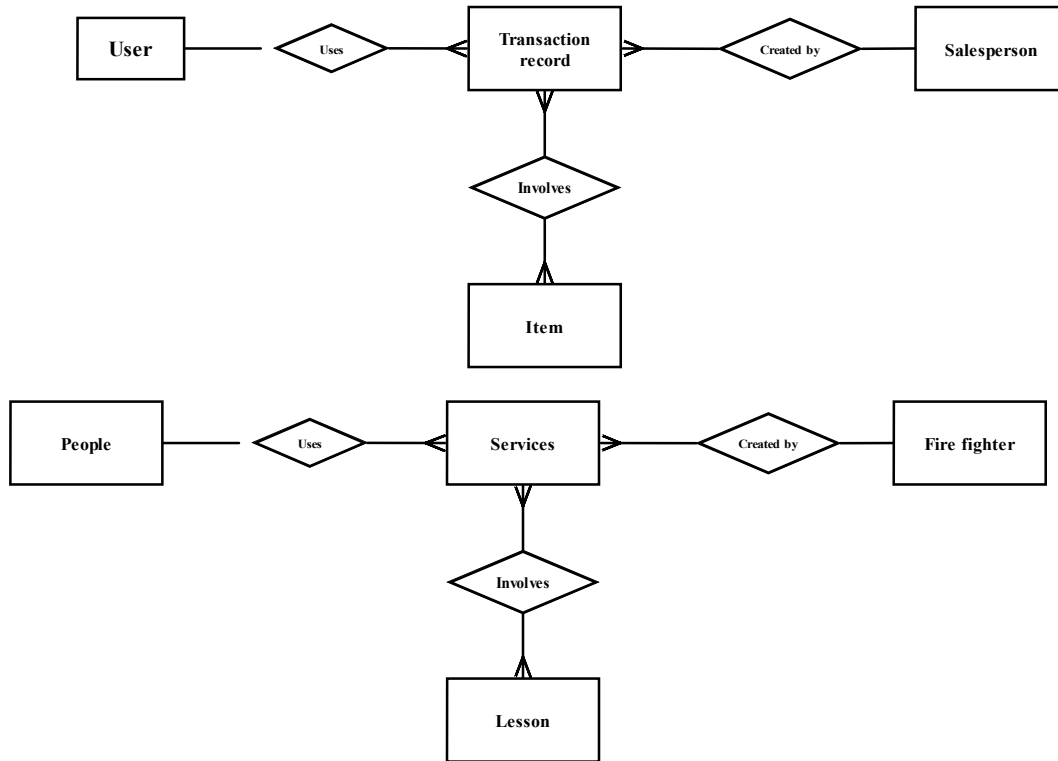 User
Uses
Transaction
record
Created by
Salesperson
Involves
Item
People
Uses
Services
Created by
Fire fighter
Involves
Lesson